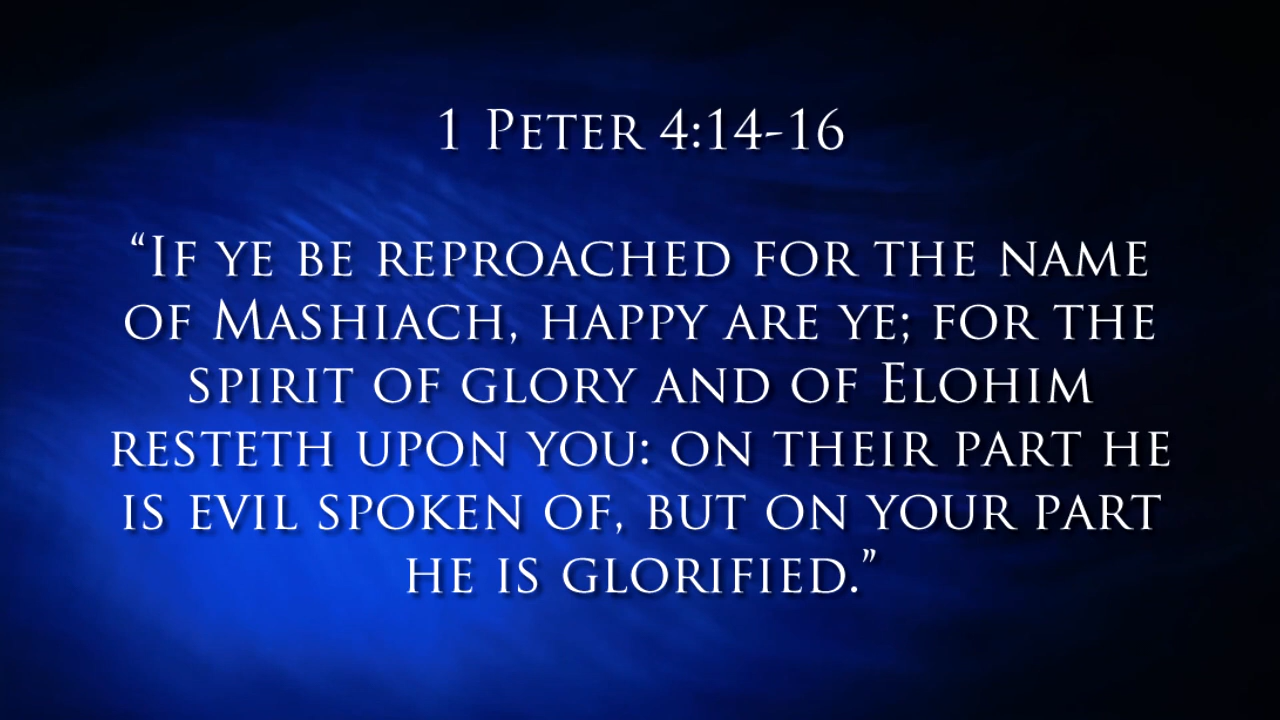 1 Peter 4:14-16
“If ye be reproached for the name
of Mashiach, happy are ye; for the
spirit of glory and of Elohim
resteth upon you: on their part he
is evil spoken of, but on your part
he is glorified.”